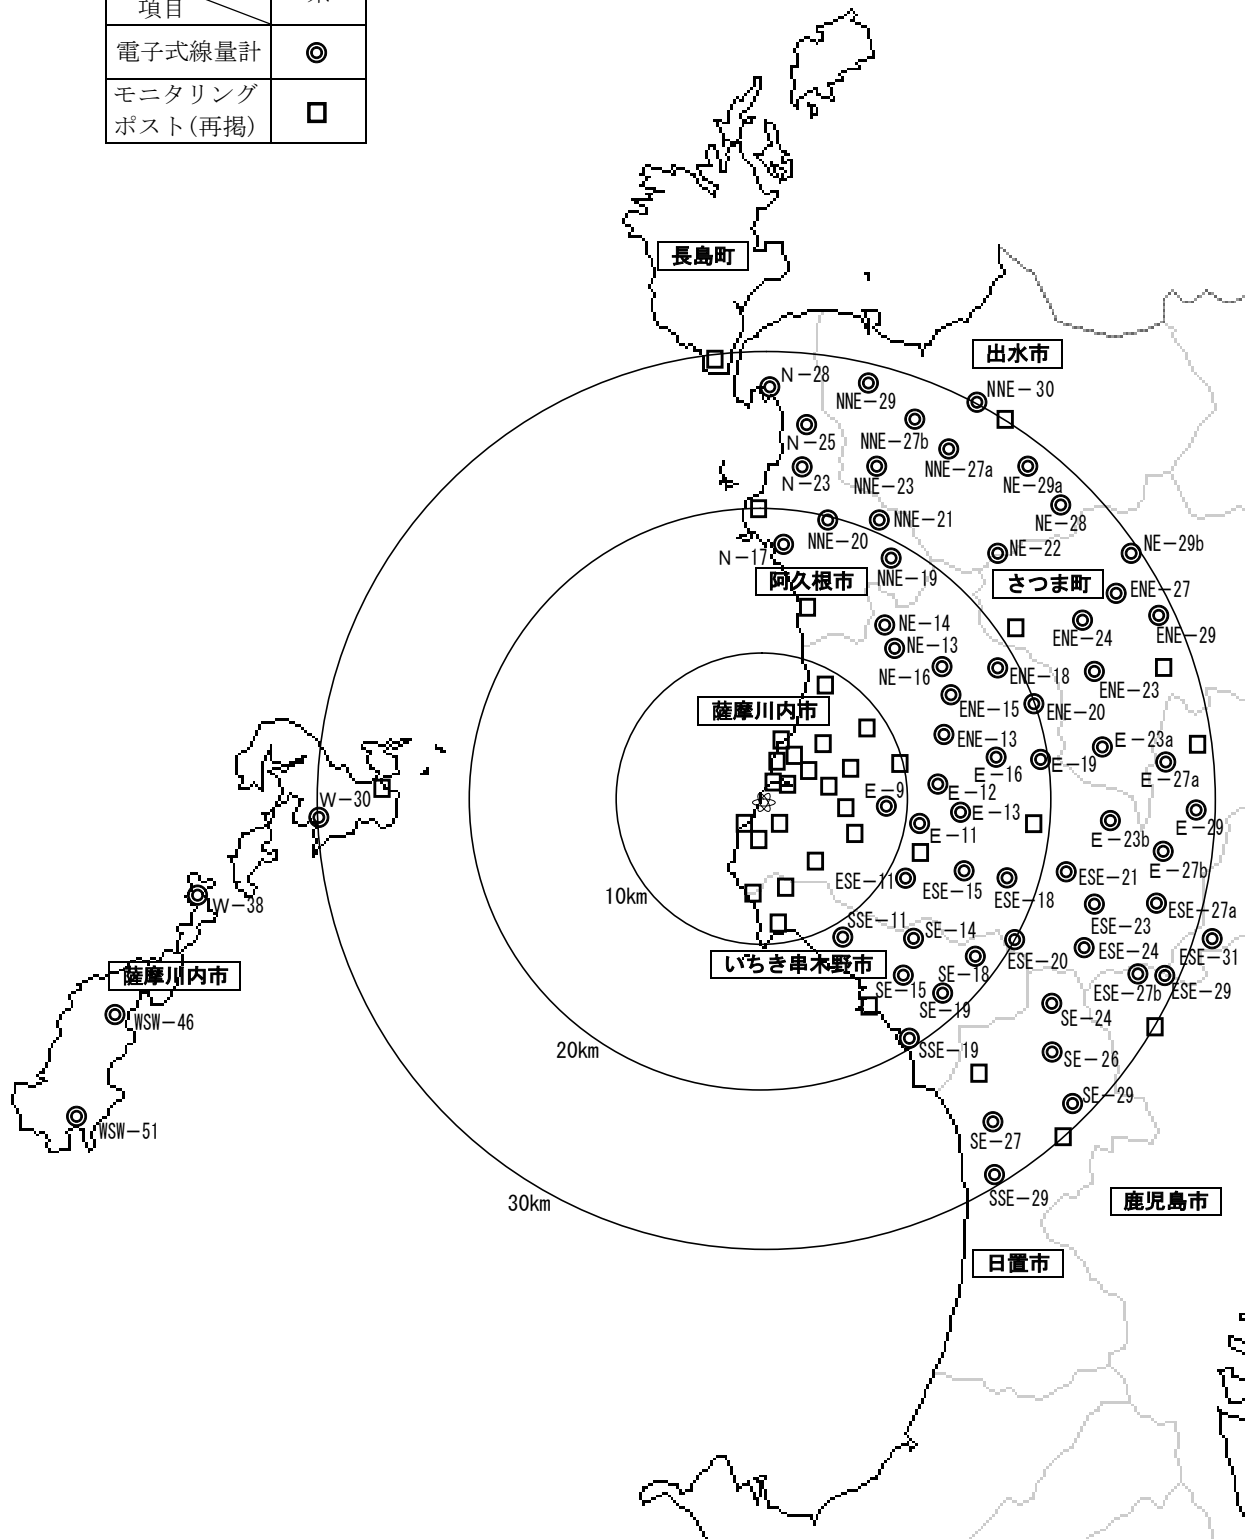 項目
電子式線量計
モニタリング
ポスト(再掲)
長島町
出水市
N-28
NNE-29
NNE-30
N-25
NNE-27b
NNE-27a
N-23
NNE-23
NE-29a
NE-28
NNE-21
NNE-20
N-17
NE-22
NE-29b
阿久根市
NNE-19
さつま町
ENE-27
NE-14
ENE-24
ENE-29
NE-13
NE-16
ENE-18
ENE-23
薩摩川内市
ENE-15
ENE-20
ENE-13
E-23a
E-16
E-19
E-27a
W-30
E-9
E-12
E-13
E-29
E-11
E-23b
E-27b
10km
ESE-11
ESE-15
ESE-18
ESE-21
W-38
ESE-27a
SSE-11
SE-14
ESE-23
ESE-20
ESE-24
ESE-31
いちき串木野市
SE-18
薩摩川内市
SE-15
SE-19
ESE-27b
ESE-29
WSW-46
SE-24
20km
SSE-19
SE-26
SE-29
WSW-51
SE-27
30km
SSE-29
鹿児島市
日置市